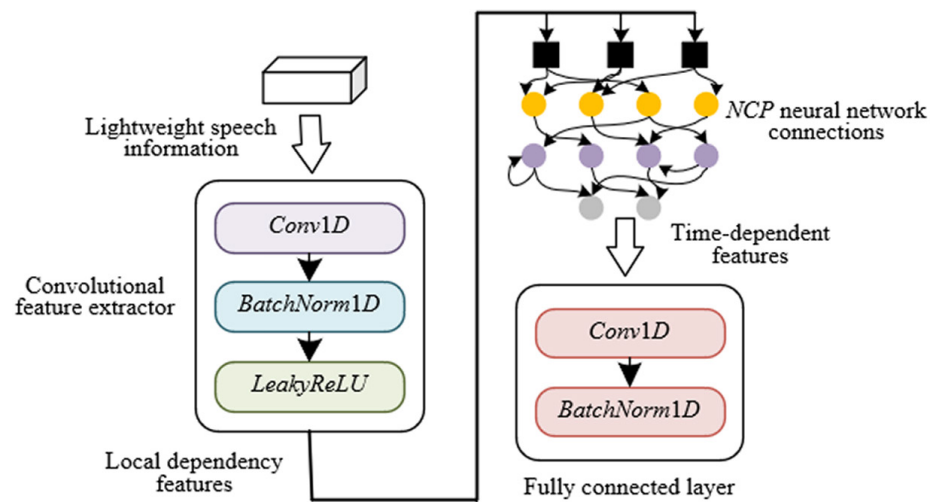 Lightweight speech
information
Convolutional
feature extractor
Conv1D
BatchNorm1D
LeakyReLU
Local dependency
features
NCP neural network
connections
Time-dependent
features
Conv1D
BatchNorm1D
Fully connected layer